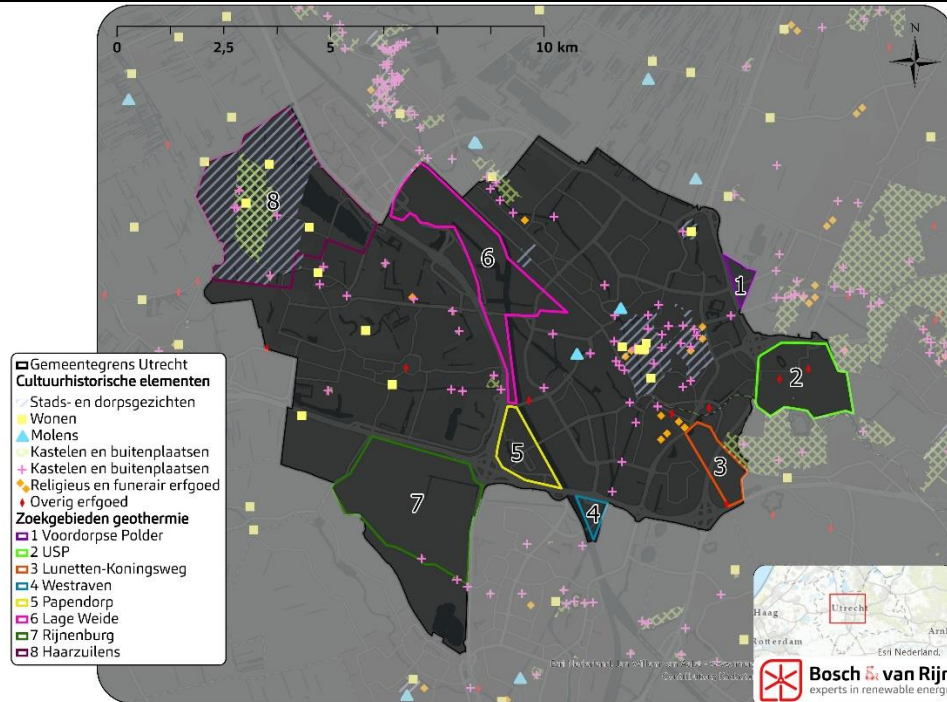 0 2,5 5 10 km
N
8
6
1
2
5
3
7
4
Gemeentegrens Utrecht
Cultuurhistorische elementen
Stads- en dorpsgezichten
Wonen
Molens
Kastelen en buitenplaatsen
Kastelen en buitenplaatsen
Religieus en funerair erfgoed
Overig erfgoed
Zoekgebieden geothermie
1 Voordorpse Polder
2 USP
3 Lunetten-Koningsweg
4 Westraven
5 Papendorp
6 Lage Weide
7 Rijnenburg
8 Haarzuilens
Haag
Utrecht
Arn
Rotterdam
Esri Nederland,
Esri Nederland,
Bosch & van Rijn
experts in renewable energ